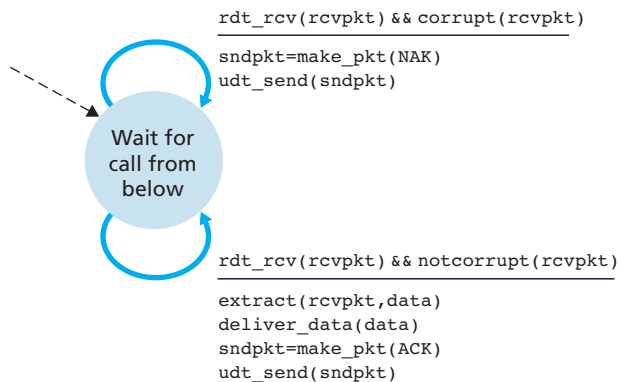 rdt_rcv(rcvpkt) && corrupt(rcvpkt)
sndpkt=make_pkt(NAK)
udt_send(sndpkt)
Wait for
call from
below
rdt_rcv(rcvpkt) && notcorrupt(rcvpkt)
extract(rcvpkt,data)
deliver_data(data)
sndpkt=make_pkt(ACK)
udt_send(sndpkt)